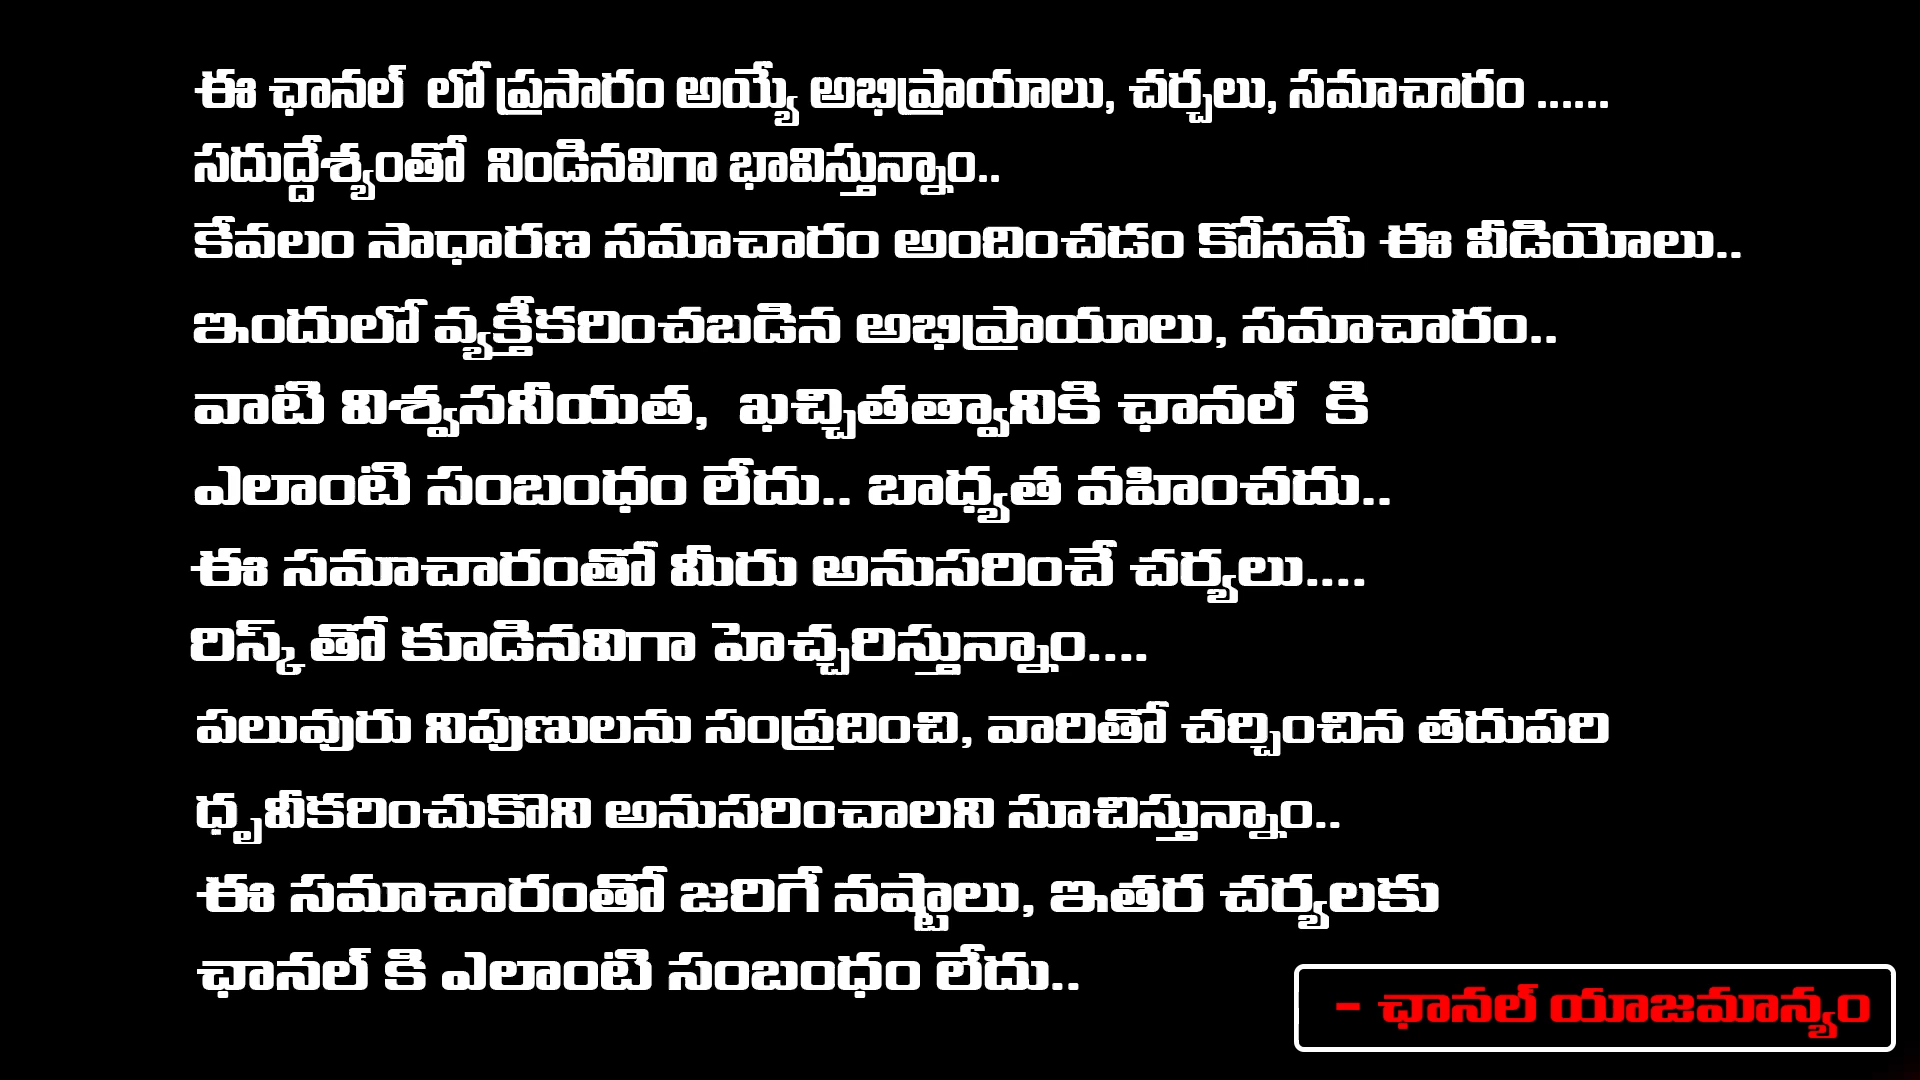 ఈ ఛానల్ లో ప్రసారం అయ్యే అభిప్రాయాలు, చర్చలు, సమాచారం ......
సదుద్దేశ్యంతో నిండినవిగా భావిస్తున్నాం..
కేవలం సాధారణ సమాచారం అందించడం కోసమే ఈ వీడియోలు..
ఇందులో వ్యక్తీకరించబడిన అభిప్రాయాలు, సమాచారం..
వాటి విశ్వసనీయత, ఖచ్చితత్వానికి ఛానల్ కి
ఎలాంటి సంబంధం లేదు.. బాధ్యత వహించదు..
ఈ సమాచారంతో మీరు అనుసరించే చర్యలు....
రిస్క్ తో కూడినవిగా హెచ్చరిస్తున్నాం....
పలువురు నిపుణులను సంప్రదించి, వారితో చర్చించిన తదుపరి
ధృవీకరించుకొని అనుసరించాలని సూచిస్తున్నాం..
ఈ సమాచారంతో జరిగే నష్టాలు, ఇతర చర్యలకు
ఛానల్ కి ఎలాంటి సంబంధం లేదు..
- ఛానల్ యాజమాన్యం